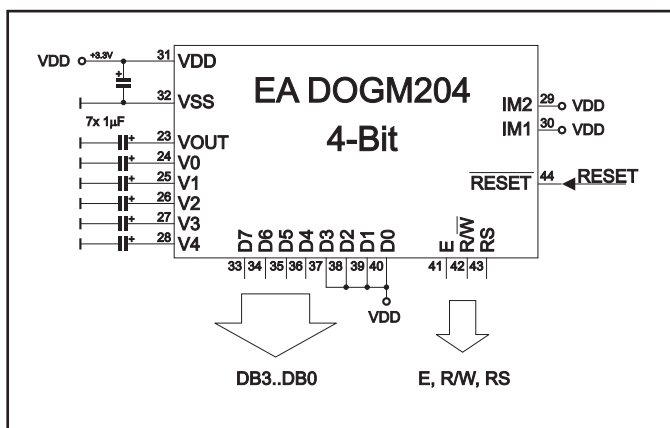 VDD
+3.3V
31
VDD
EA DOGM204
4-Bit
32
VSS
7x 1µF
23
VOUT
24
V0
25
V1
26
V2
27
V3
28
V4
IM2
29
VDD
IM1
30
VDD
RESET
44
RESET
D7
D6
D5
D4
D3
D2
D1
D0
E
R/W
RS
33
34
35
36
37
38
39
40
41
42
43
VDD
DB3..DB0
E, R/W, RS